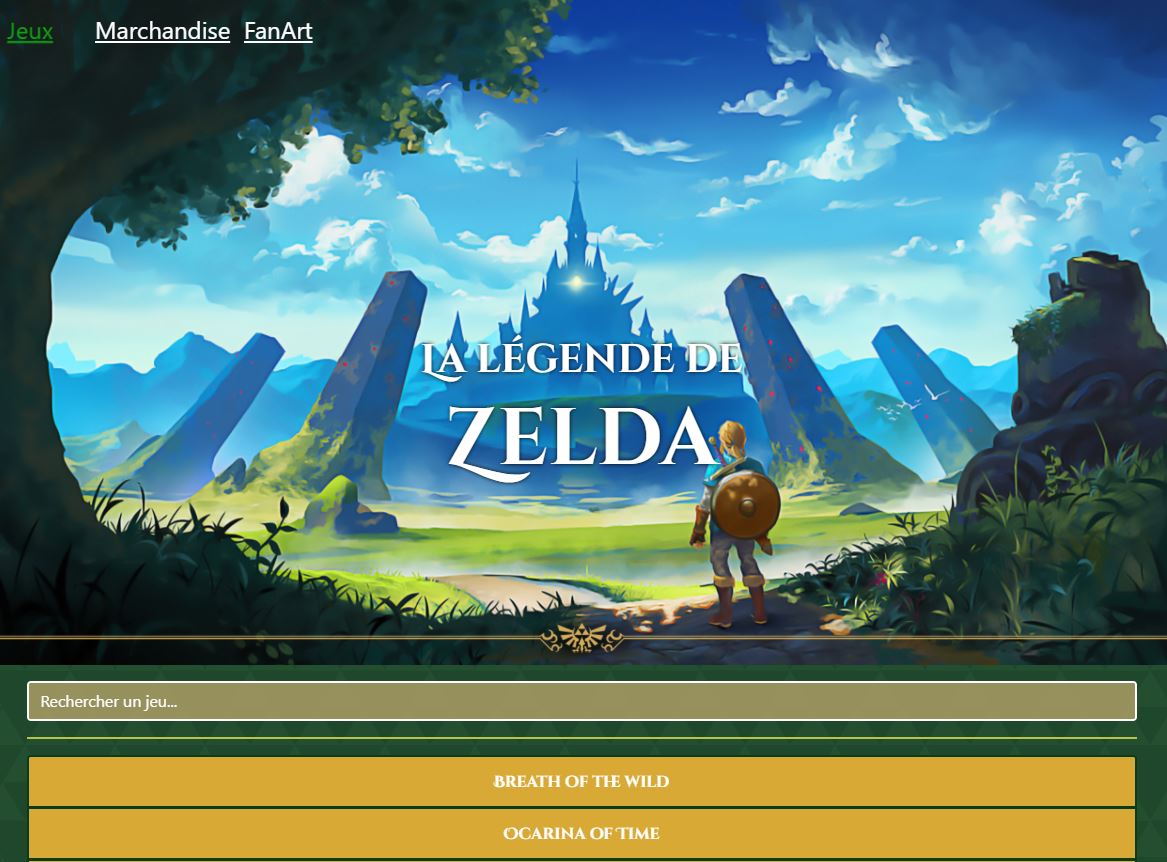 Jeux Marchandise FanArt
La légende de
Zelda
Rechercher un jeu...
Breath of the wild
Ocarina of Time